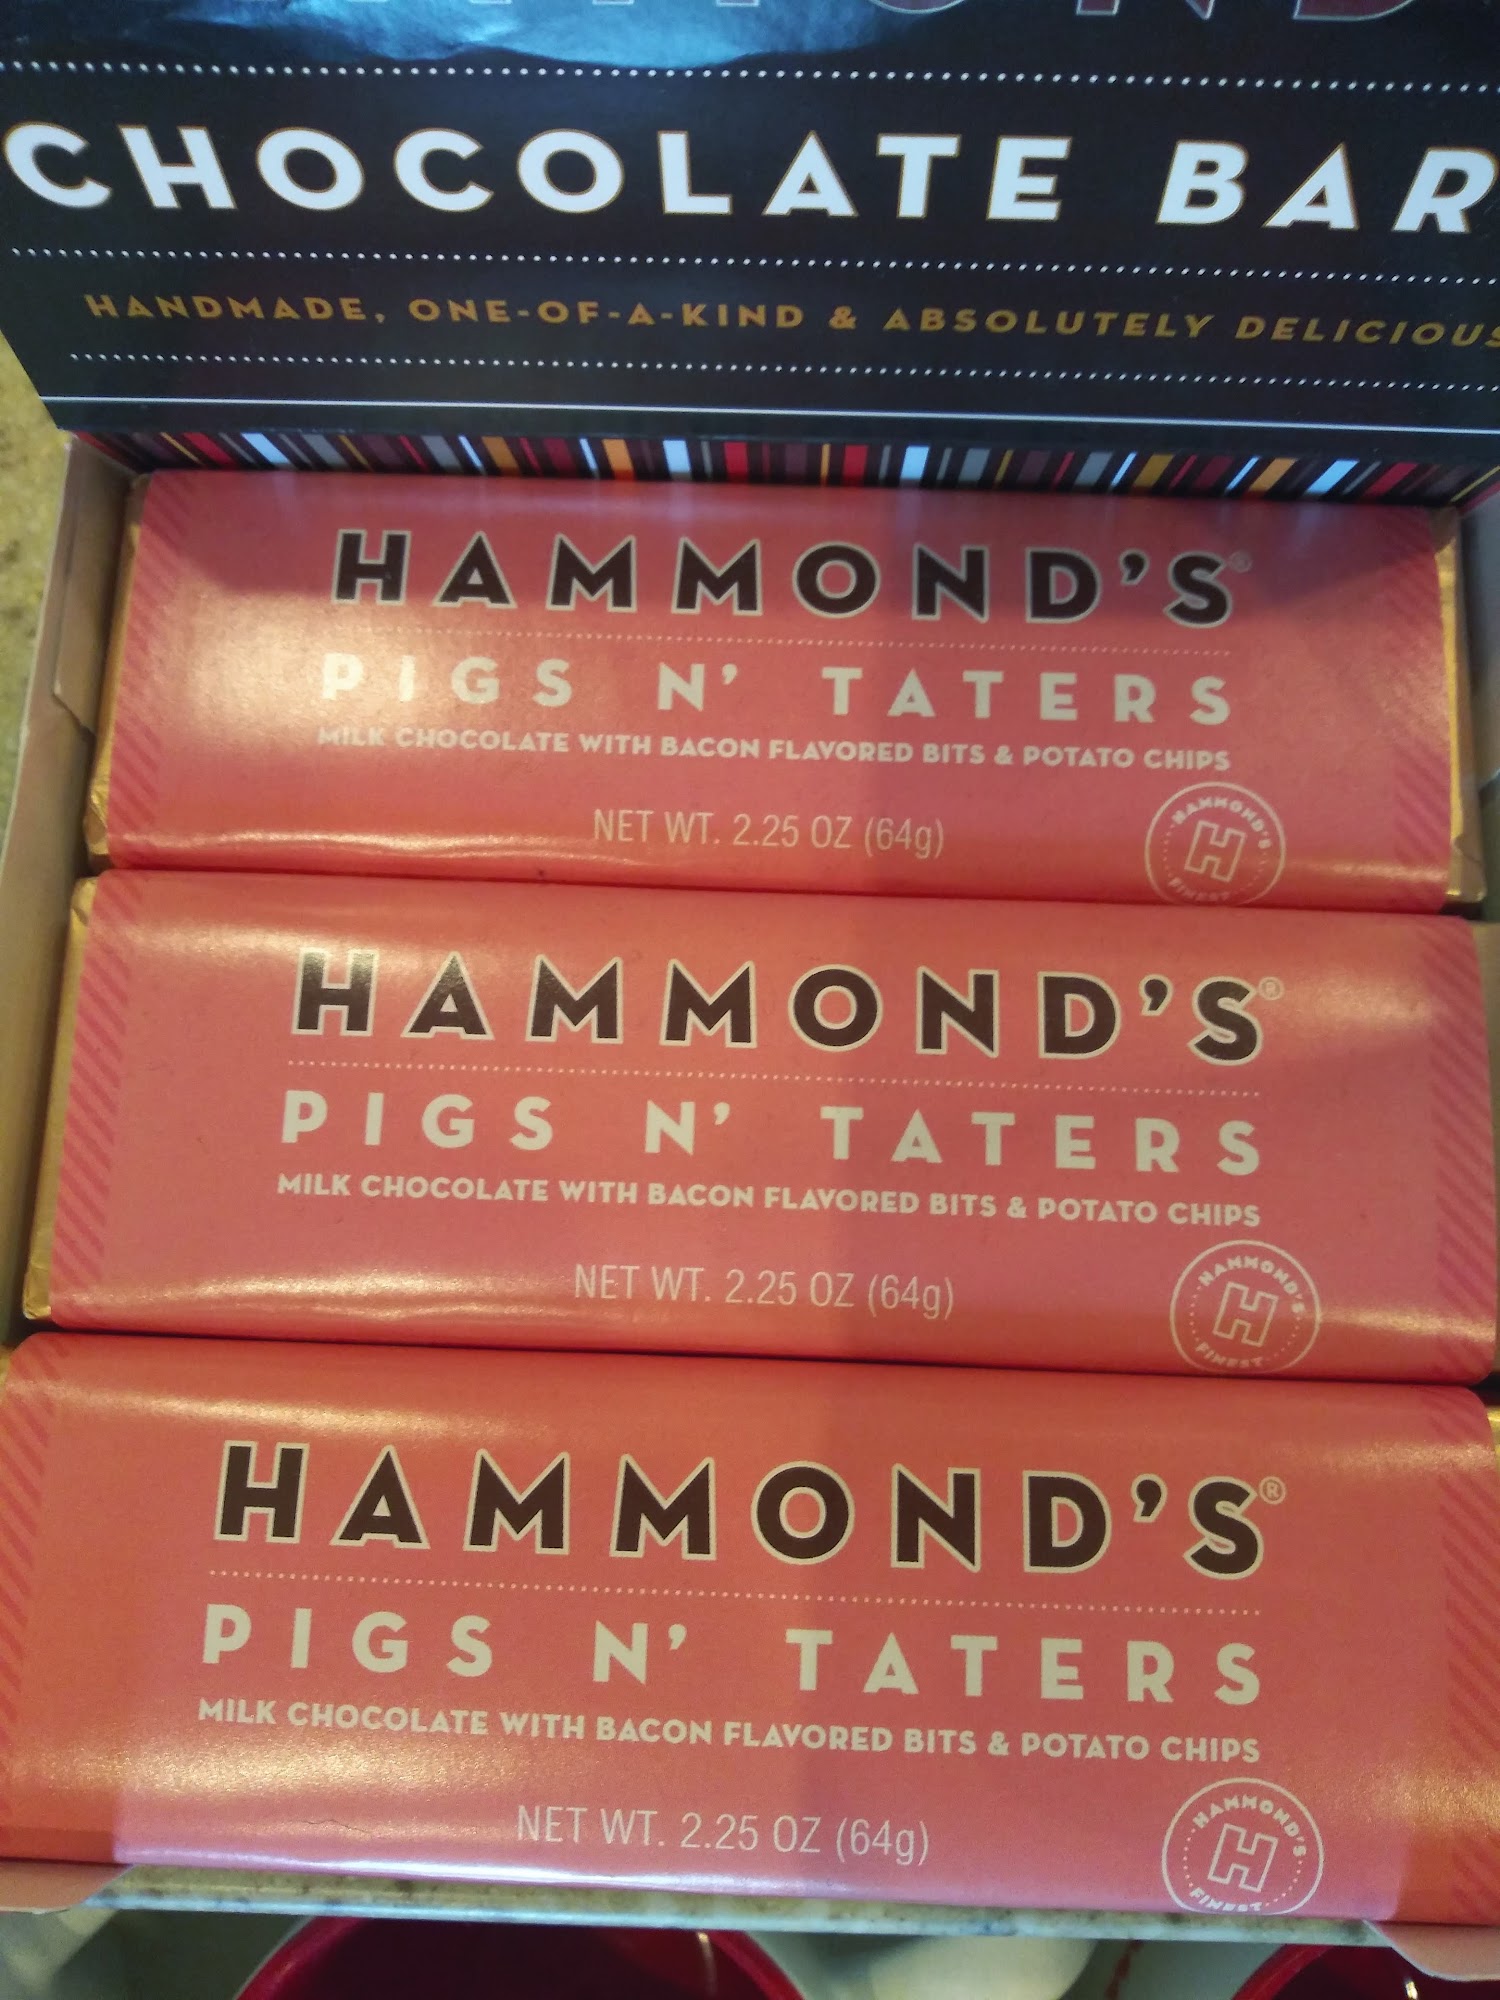 CHOCOLATE BAR
HANDMADE, ONE-OF-A-KIND & ABSOLUTELY DELICIOUS
HAMMOND'S®
PIGS N' TATERS
MILK CHOCOLATE WITH BACON FLAVORED BITS & POTATO CHIPS
NET WT. 2.25 OZ (64g)
HAMMOND'S
H
FINEST
HAMMOND'S®
PIGS N' TATERS
MILK CHOCOLATE WITH BACON FLAVORED BITS & POTATO CHIPS
NET WT. 2.25 OZ (64g)
HAMMOND'S
H
FINEST
HAMMOND'S®
PIGS N' TATERS
MILK CHOCOLATE WITH BACON FLAVORED BITS & POTATO CHIPS
NET WT. 2.25 OZ (64g)
HAMMOND'S
H
FINEST